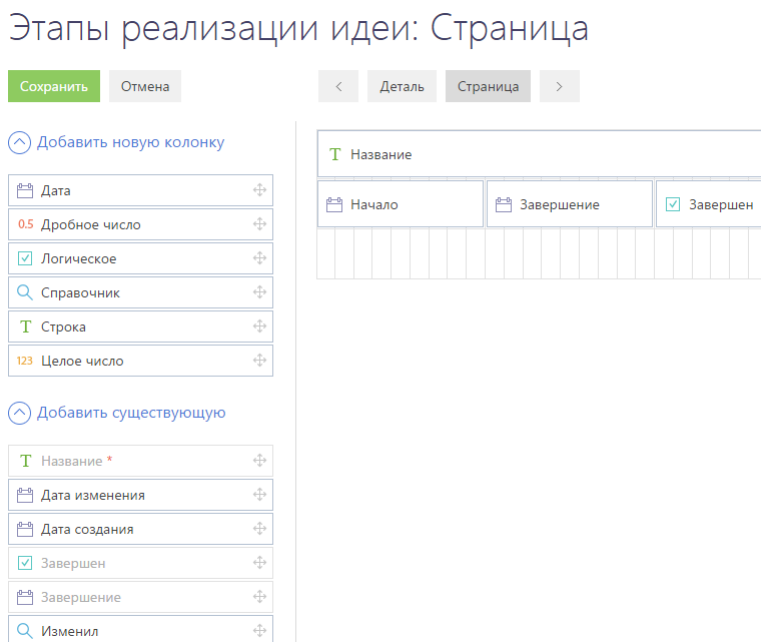 Этапы реализации идеи: Страница
Сохранить Отмена < Деталь Страница >
Добавить новую колонку
Дата
0.5 Дробное число
Логическое
Справочник
T Строка
123 Целое число
Добавить существующую
T Название *
Дата изменения
Дата создания
Завершен
Завершение
Изменил
T Название
Начало Завершение Завершен